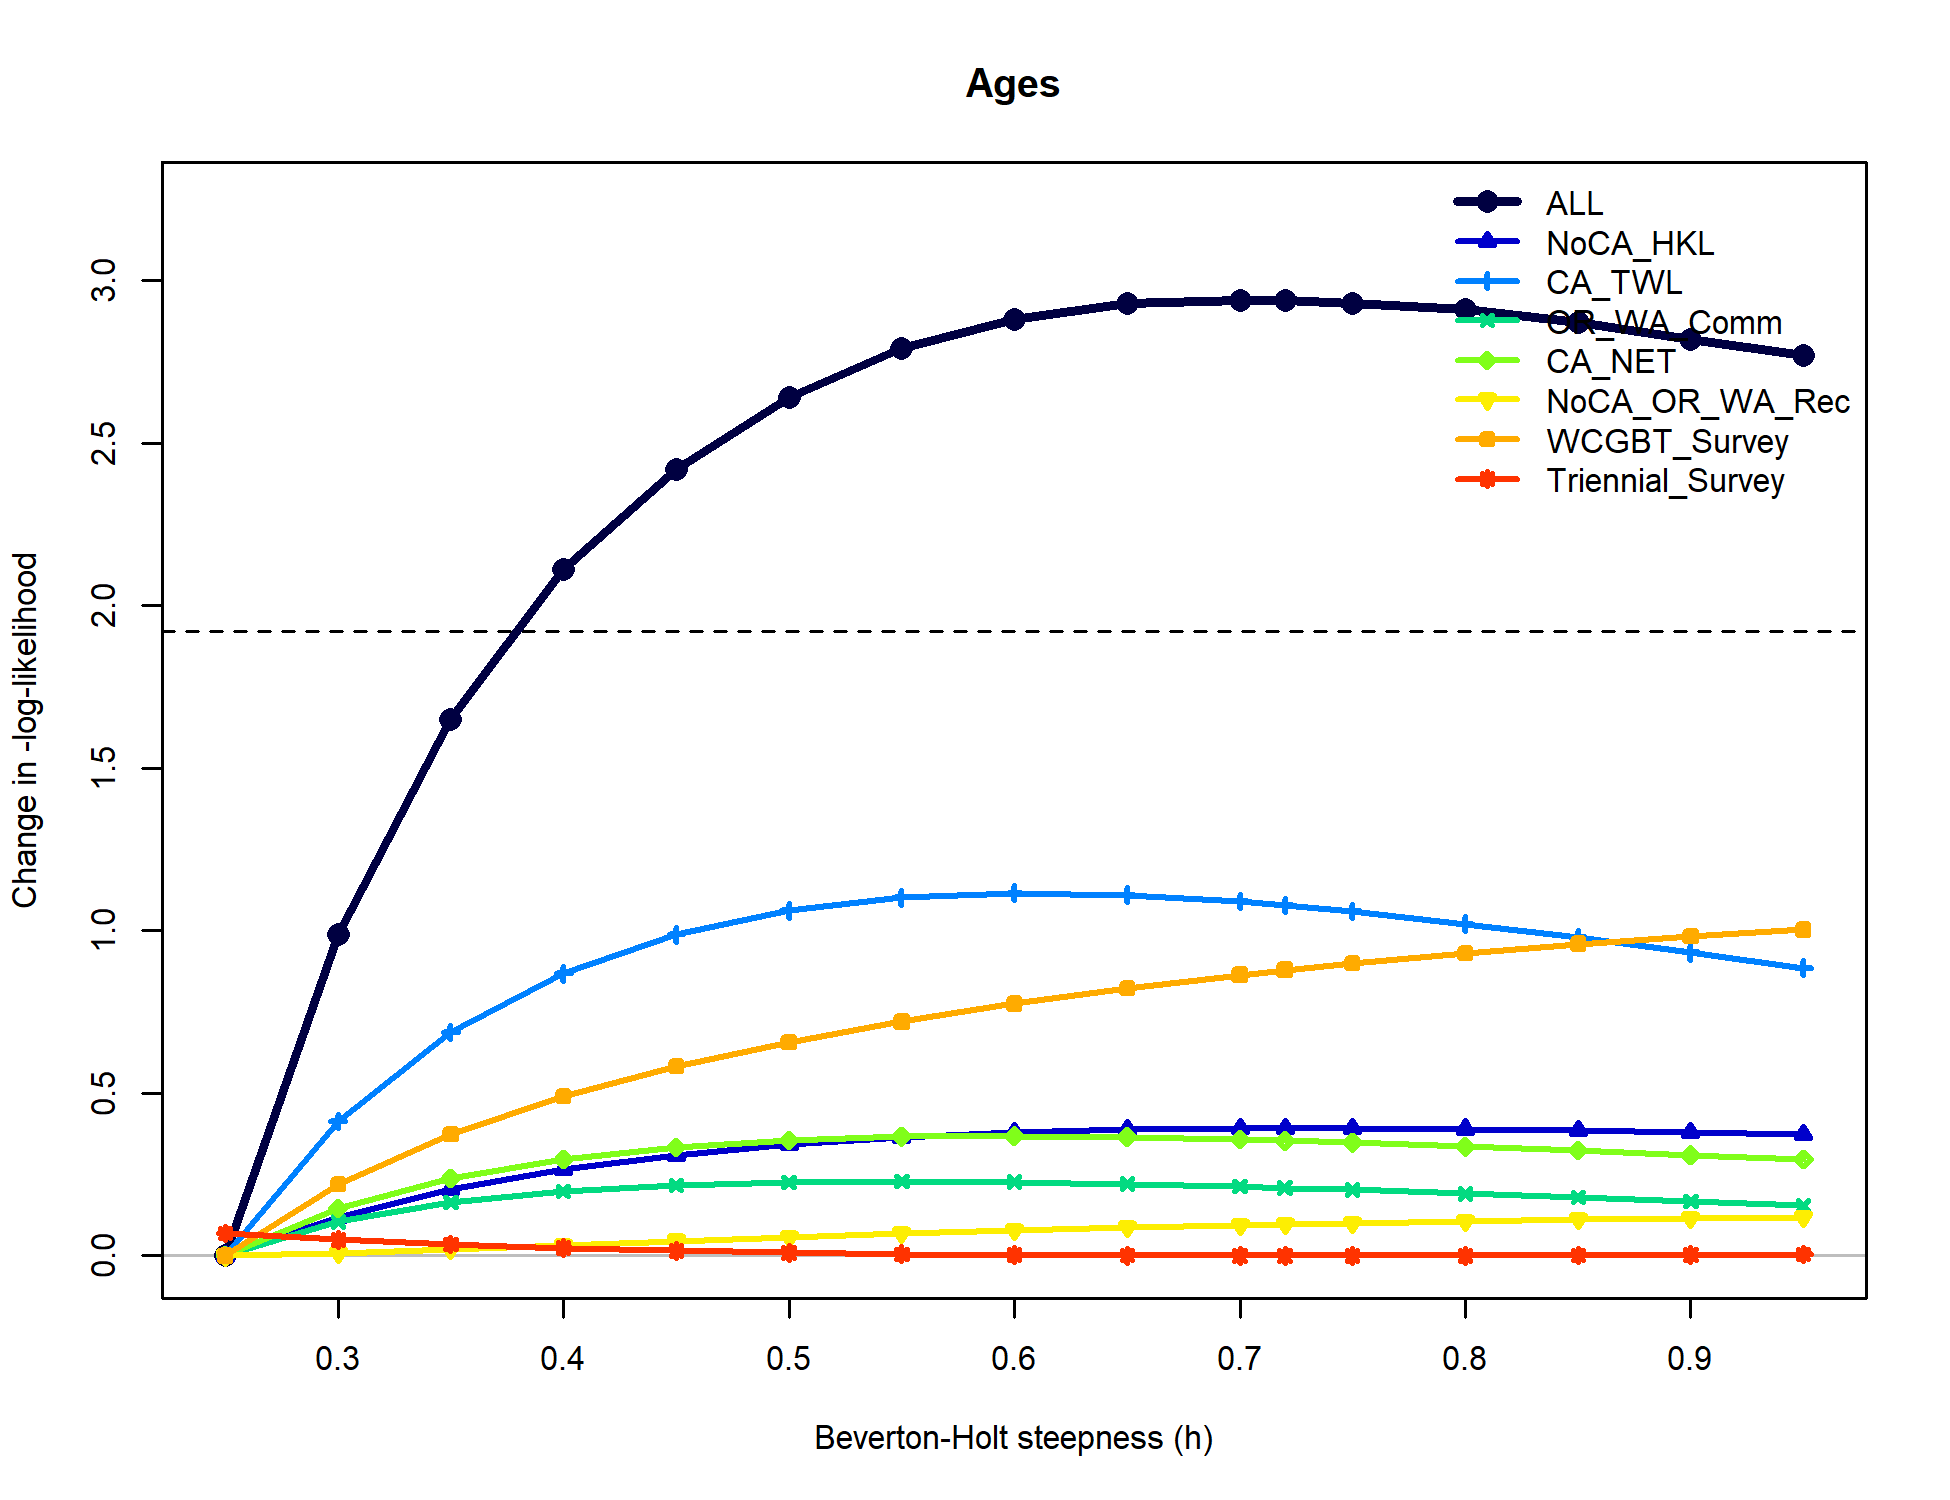 Ages
3.0
2.5
2.0
1.5
1.0
0.5
0.0
Change in -log-likelihood
ALL
NoCA_HKL
CA_TWL
OR_WA_Comm
CA_NET
NoCA_OR_WA_Rec
WCGBT_Survey
Triennial_Survey
0.3 0.4 0.5 0.6 0.7 0.8 0.9
Beverton-Holt steepness (h)